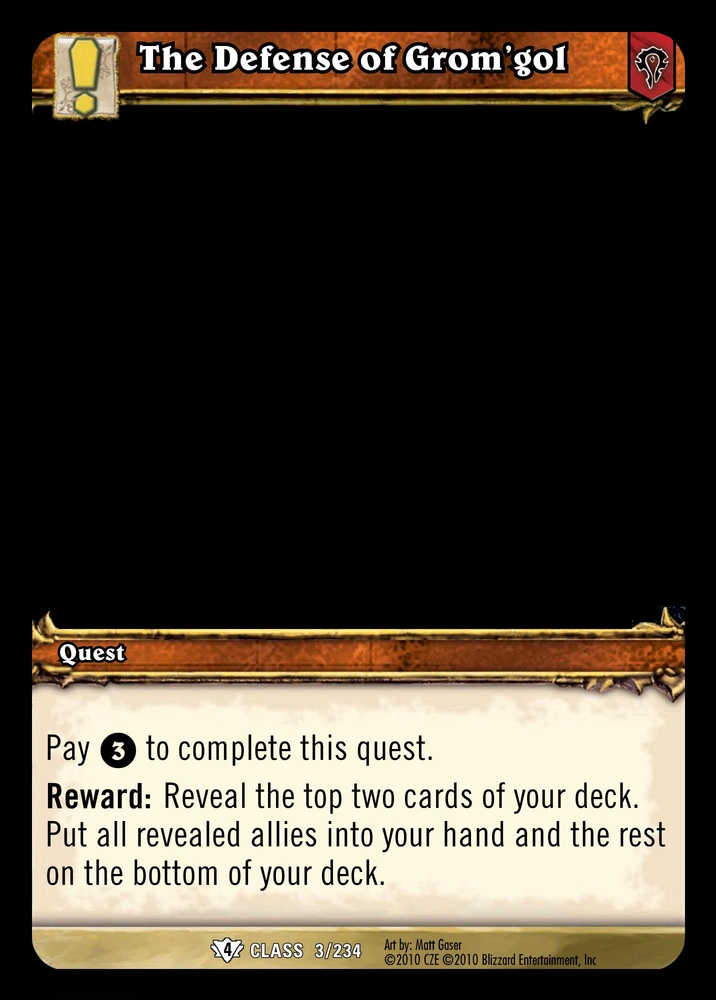 The Defense of Grom'gol
Quest
Pay 3 to complete this quest.
Reward: Reveal the top two cards of your deck.
Put all revealed allies into your hand and the rest
on the bottom of your deck.
4 CLASS 3/234
Art by: Matt Gaser
©2010 CZE ©2010 Blizzard Entertainment, Inc